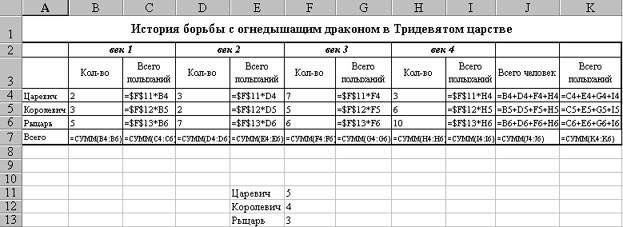 A B C D E F G H I J K
1 История борьбы с огнедышащим драконом в Тридевятом царстве
2 век 1 век 2 век 3 век 4
3 Кол-во Всего полыханий Кол-во Всего полыханий Кол-во Всего полыханий Кол-во Всего полыханий Всего человек Всего полыханий
4 Царевич 2 =$F$11*B4 3 =$F$11*D4 7 =$F$11*F4 3 =$F$11*H4 =B4+D4+F4+H4 =C4+E4+G4+I4
5 Королевич 3 =$F$12*B5 2 =$F$12*D5 5 =$F$12*F5 6 =$F$12*H5 =B5+D5+F5+H5 =C5+E5+G5+I5
6 Рыцарь 5 =$F$13*B6 7 =$F$13*D6 6 =$F$13*F6 10 =$F$13*H6 =B6+D6+F6+H6 =C6+E6+G6+I6
7 Всего =СУММ(B4:B6) =СУММ(C4:C6) =СУММ(D4:D6) =СУММ(E4:E6) =СУММ(F4:F6) =СУММ(G4:G6) =СУММ(H4:H6) =СУММ(I4:I6) =СУММ(J4:J6) =СУММ(K4:K6)
8
9
10
11 Царевич 5
12 Королевич 4
13 Рыцарь 3